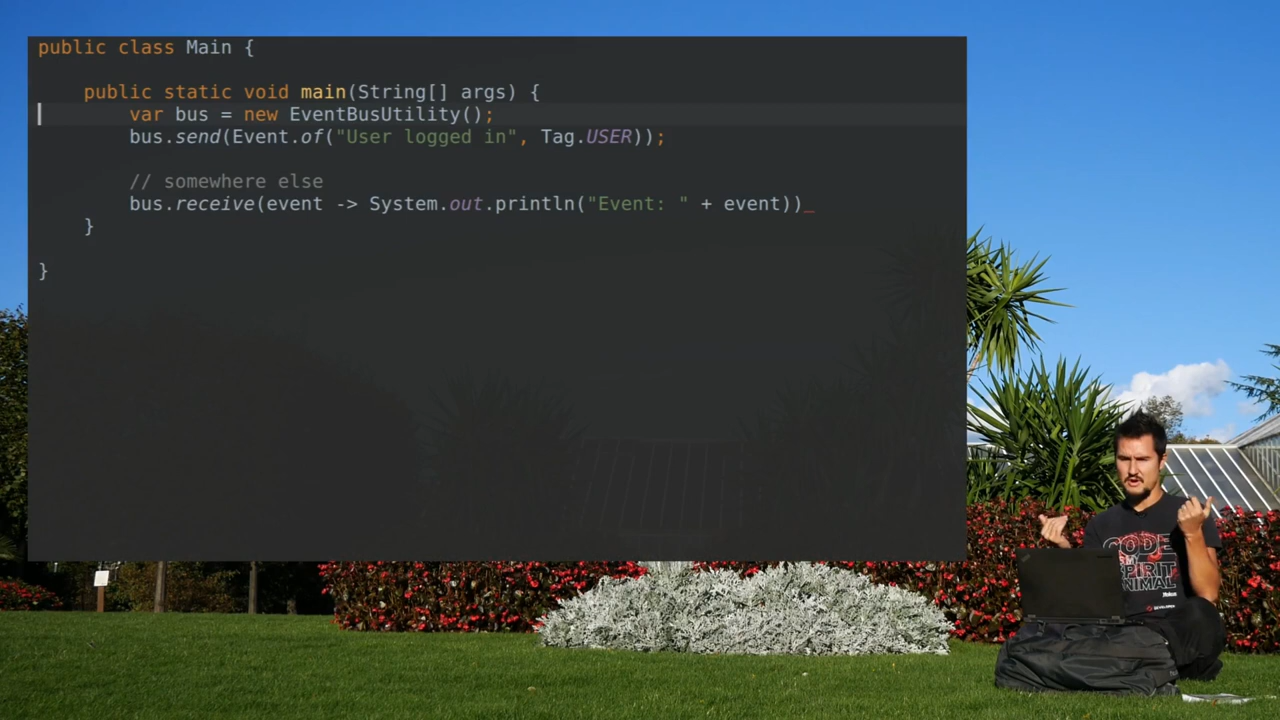 public class Main {
public static void main(String[] args) {
var bus = new EventBusUtility();
bus.send(Event.of("User logged in", Tag.USER));
// somewhere else
bus.receive(event -> System.out.println("Event: " + event))
}
}
CODE
SPIRIT
ANIMAL